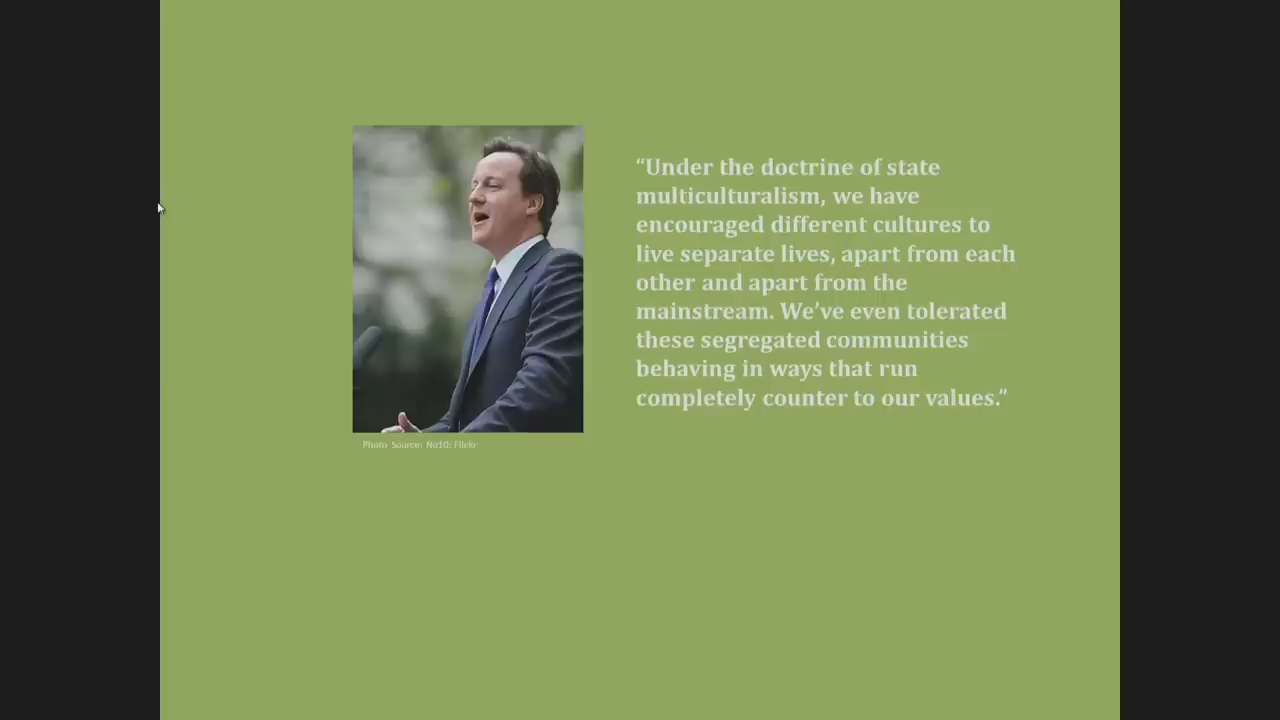 “Under the doctrine of state
multiculturalism, we have
encouraged different cultures to
live separate lives, apart from each
other and apart from the
mainstream. We’ve even tolerated
these segregated communities
behaving in ways that run
completely counter to our values.”
Photo Source: No10: Flickr